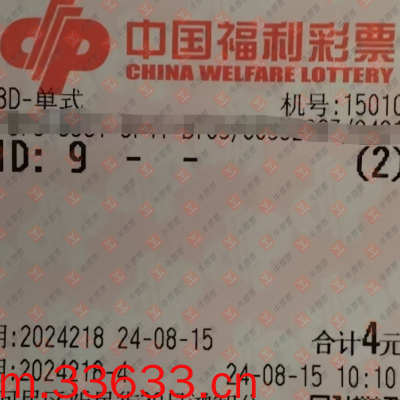 中国福利彩票
CHINA WELFARE LOTTERY
3D-单式
机号:15010
1D: 9 - - (2)
期:2024218 24-08-15
合计4元
24-08-15 10:10
m.33633.cn